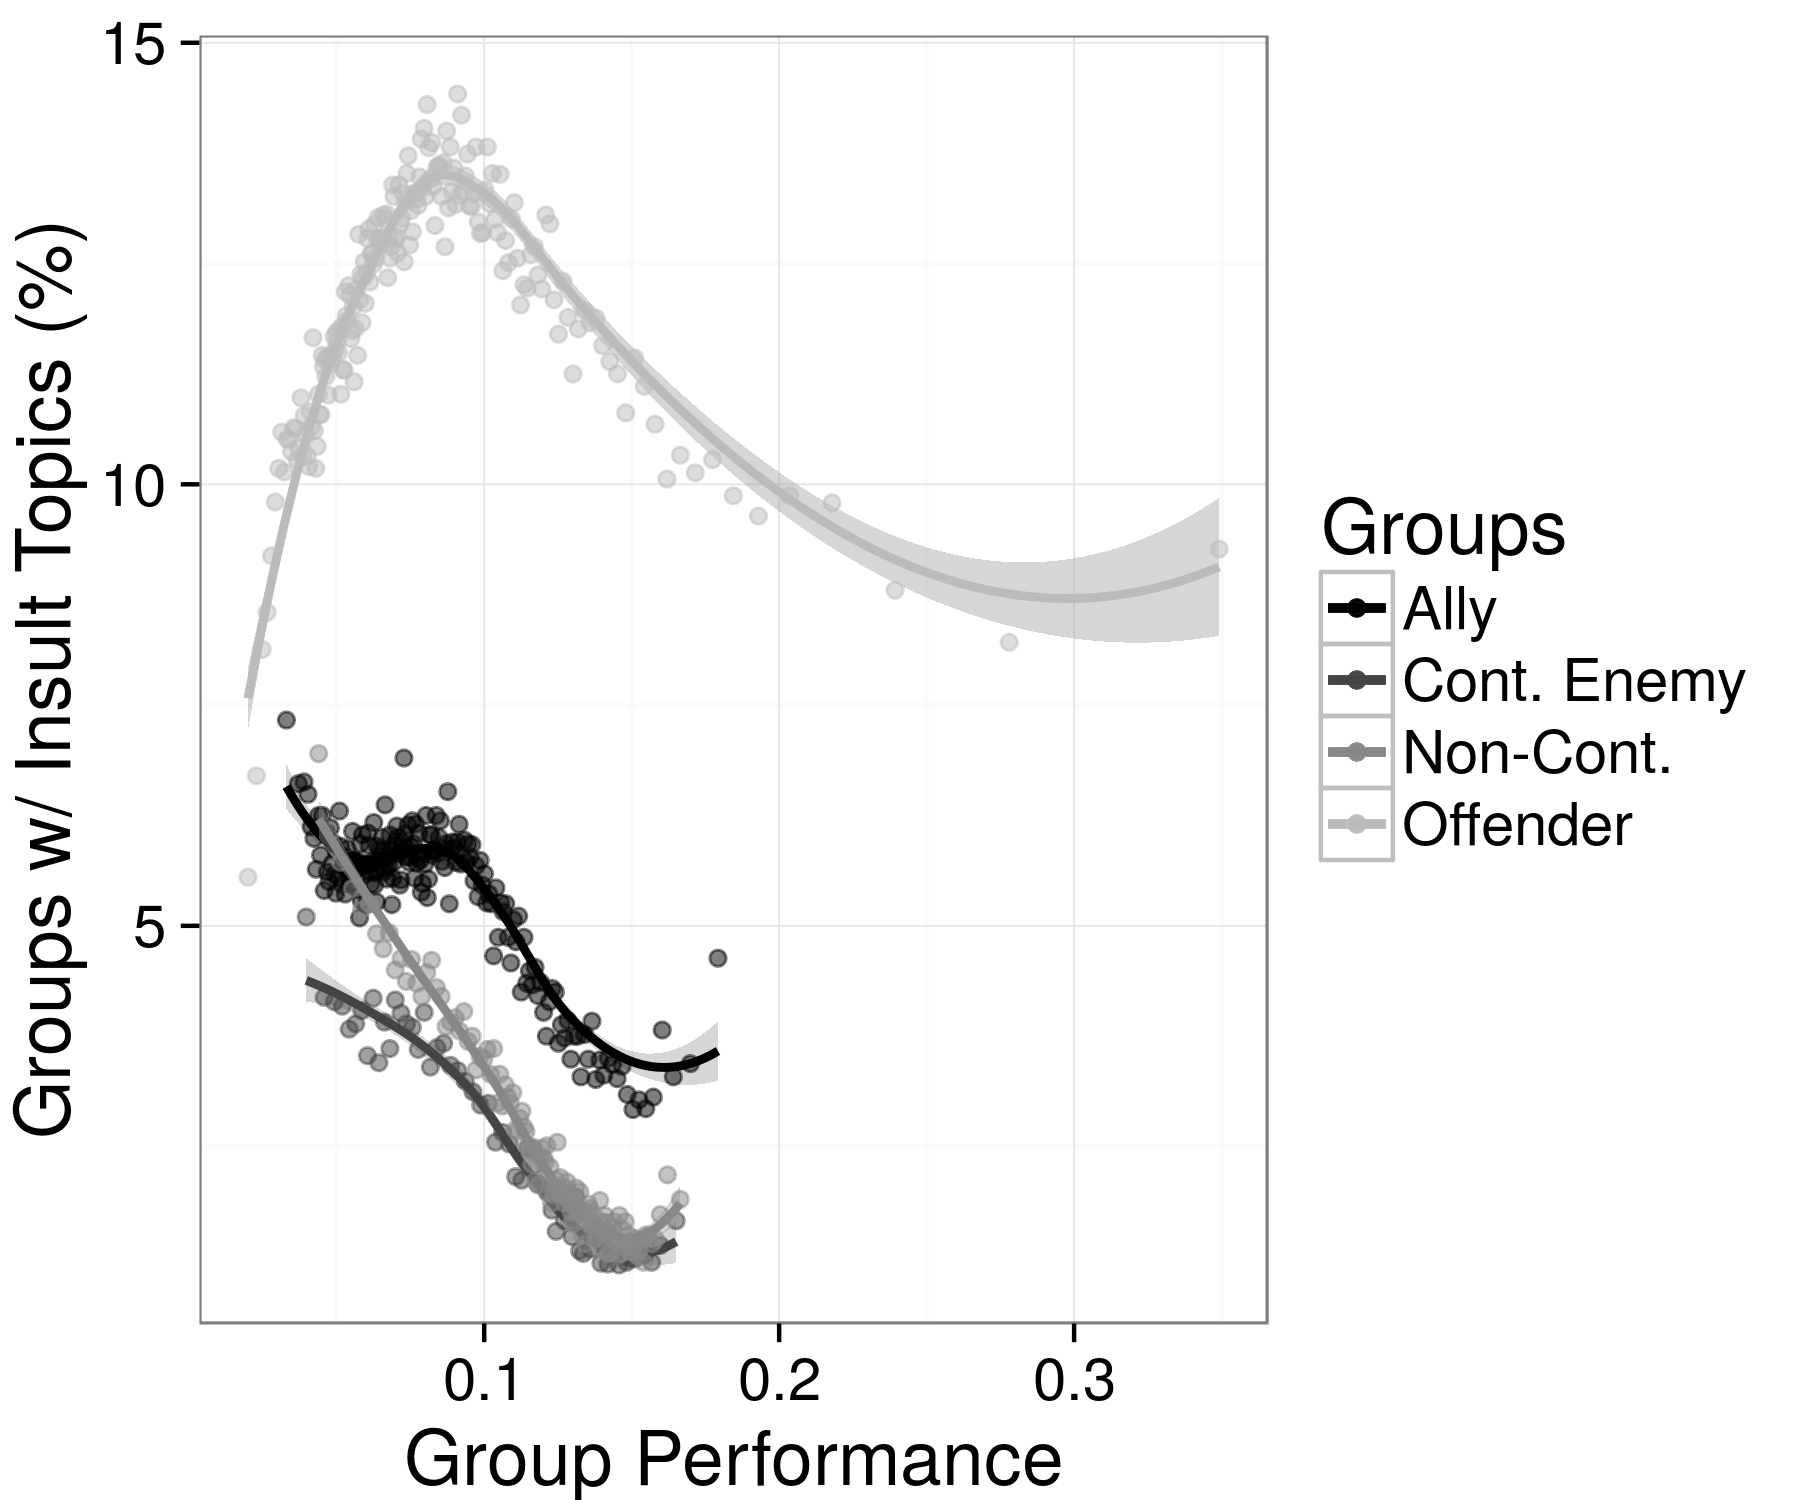 Groups w/ Insult Topics (%)
15
10
5
0.1
0.2
0.3
Group Performance
Groups
Ally
Cont. Enemy
Non-Cont.
Offender